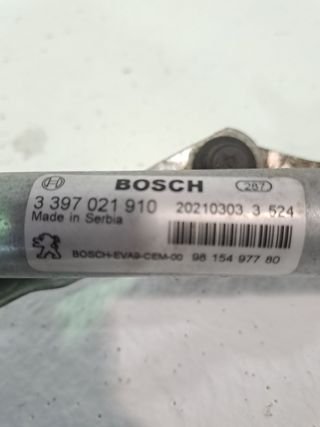 BOSCH 287
3 397 021 910 20210303 3 524
Made in Serbia
BOSCH-EVA9-CEM-00 98 154 977 80